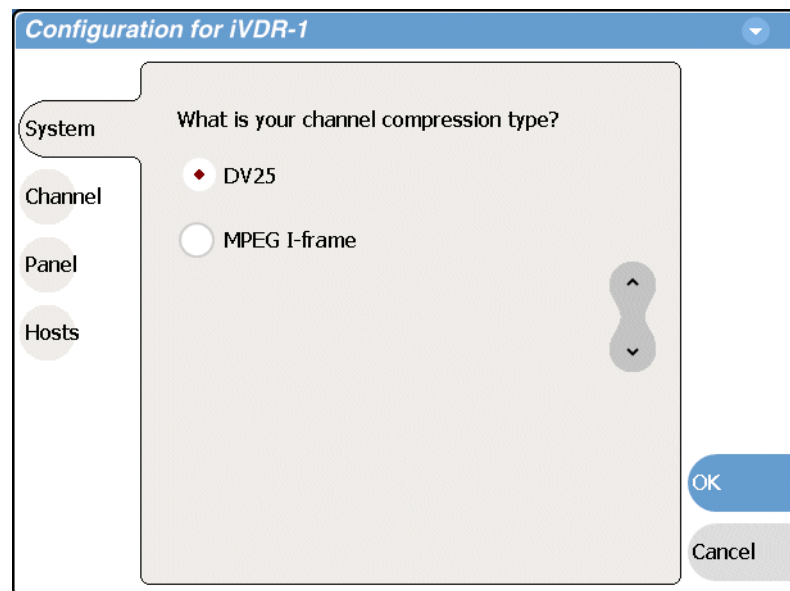 Configuration for iVDR-1
System
Channel
Panel
Hosts
What is your channel compression type?
DV25
MPEG I-frame
OK
Cancel